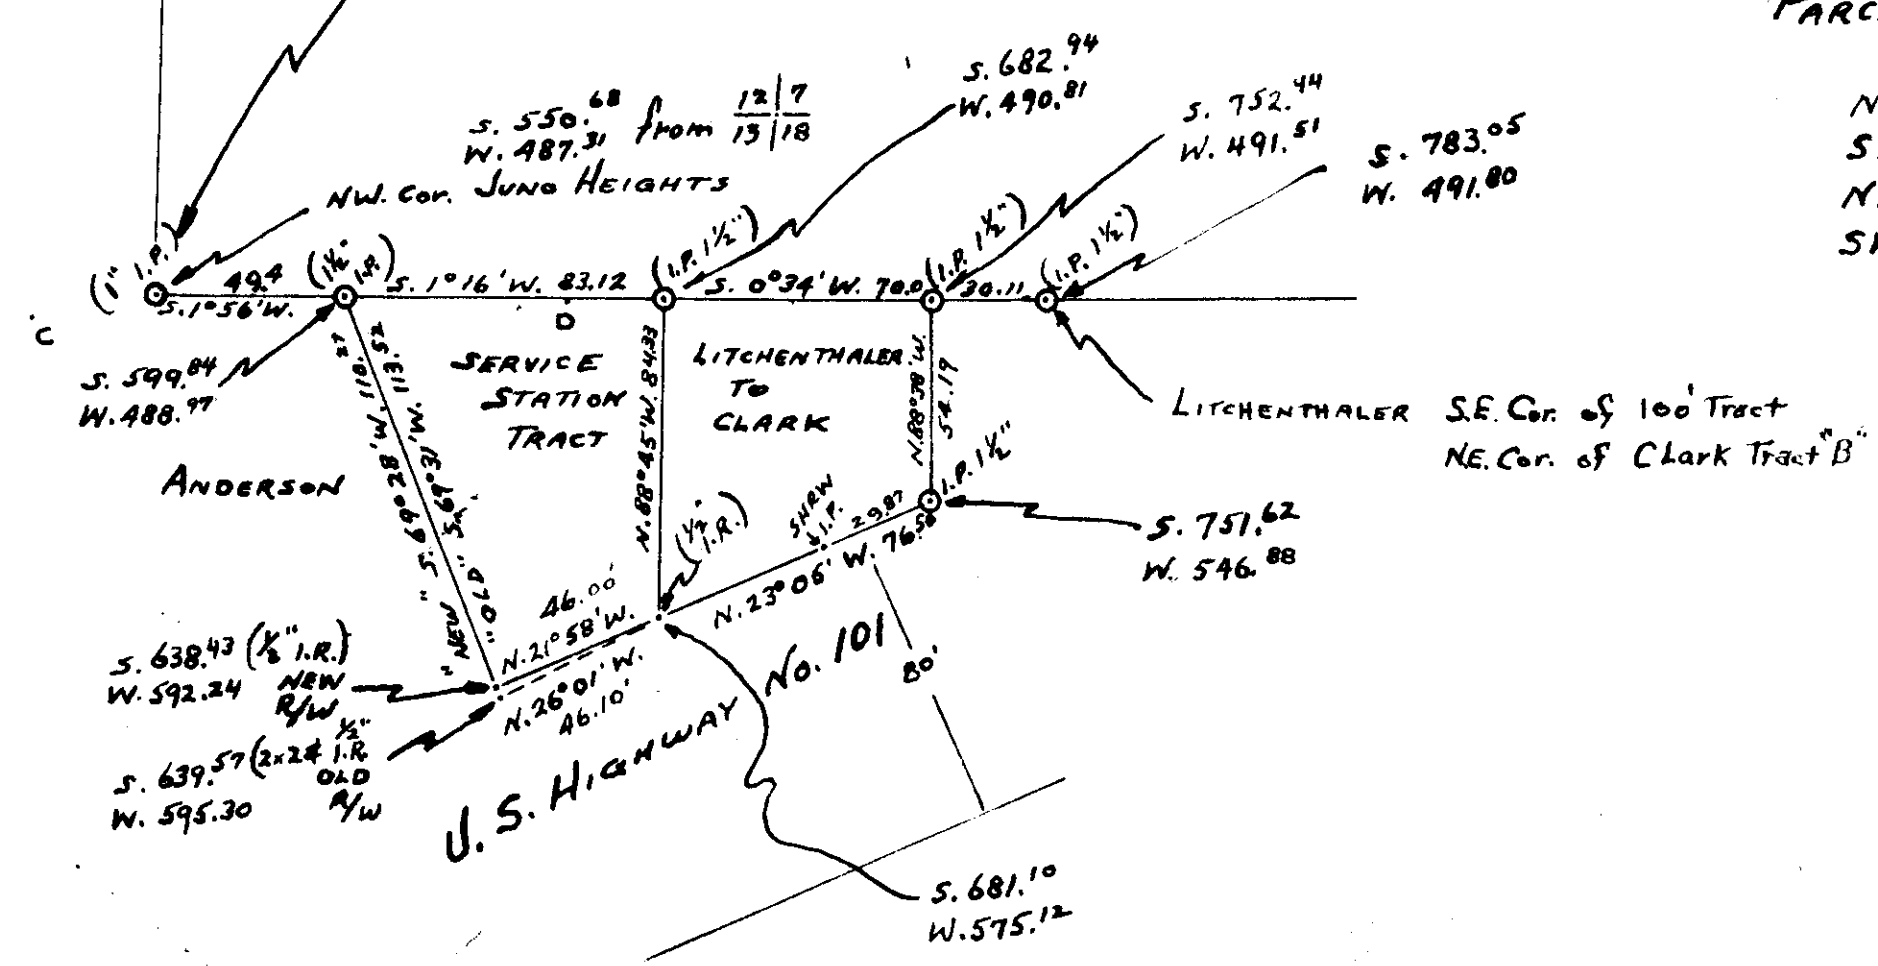 PARC
N
S.
N.
S
S. 550.68
W. 487.31 from 12 7
13 18
S. 682.94
W. 490.81
S. 752.44
W. 491.51
S. 783.05
W. 491.80
NW. Cor. JUNO HEIGHTS
(1" I.P.)
49.4
S. 1°56'W.
(1½" I.P.)
S. 1°16'W. 83.12
(I.P. 1½")
S. 0°34'W. 70.0
(I.P. 1½")
30.11
(I.P. 1½")
C
D
S. 599.84
W. 488.97
SERVICE
STATION
TRACT
LITCHENTHALER
TO
CLARK
N. 88°45'W. 84.33
N. 88°38'W.
54.19
LITCHENTHALER S.E. Cor. of 100' Tract
N.E. Cor. of Clark Tract "B"
ANDERSON
"OLD" S. 69°31'W. 113.52
"NEW" S. 69°28'W. 118.27
(½" I.R.)
SHRW
I.P.
29.87
I.P. 1½"
N. 23°06' W. 76.50
S. 751.62
W. 546.88
46.00'
N. 21°58'W.
N. 26°01' W.
46.10'
S. 638.43 (½" I.R.)
W. 592.24 NEW
R/W
S. 639.57 (2x2 & ½" I.R.
W. 595.30 OLD
R/W
U. S. HIGHWAY No. 101
80'
S. 681.10
W. 575.12